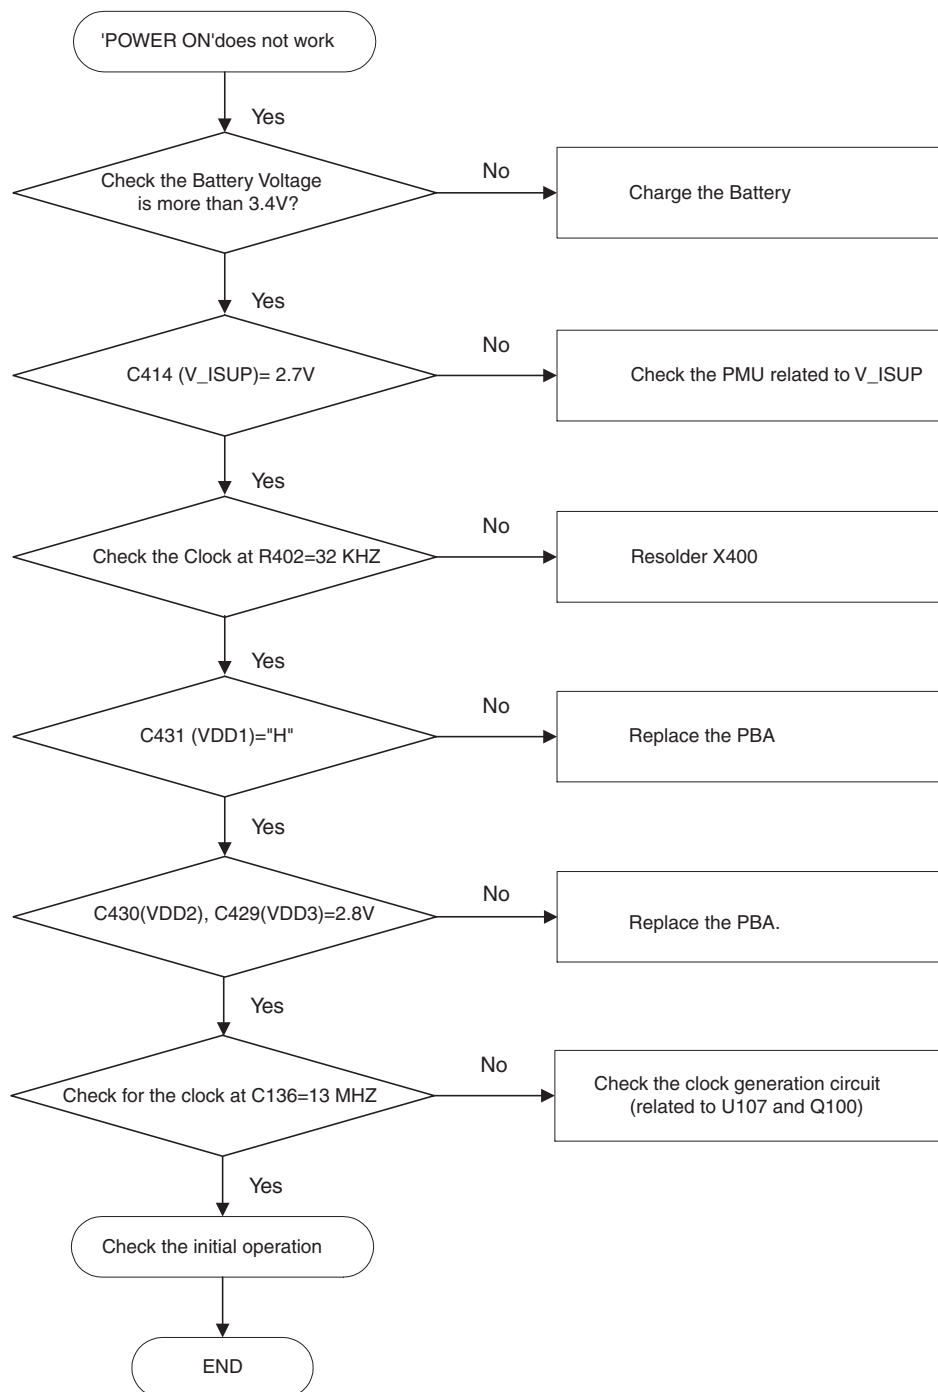 'POWER ON'does not work
Yes
Check the Battery Voltage
is more than 3.4V?
No
Charge the Battery
Yes
C414 (V_ISUP)= 2.7V
No
Check the PMU related to V_ISUP
Yes
Check the Clock at R402=32 KHZ
No
Resolder X400
Yes
C431 (VDD1)="H"
No
Replace the PBA
Yes
C430(VDD2), C429(VDD3)=2.8V
No
Replace the PBA.
Yes
Check for the clock at C136=13 MHZ
No
Check the clock generation circuit
(related to U107 and Q100)
Yes
Check the initial operation
END